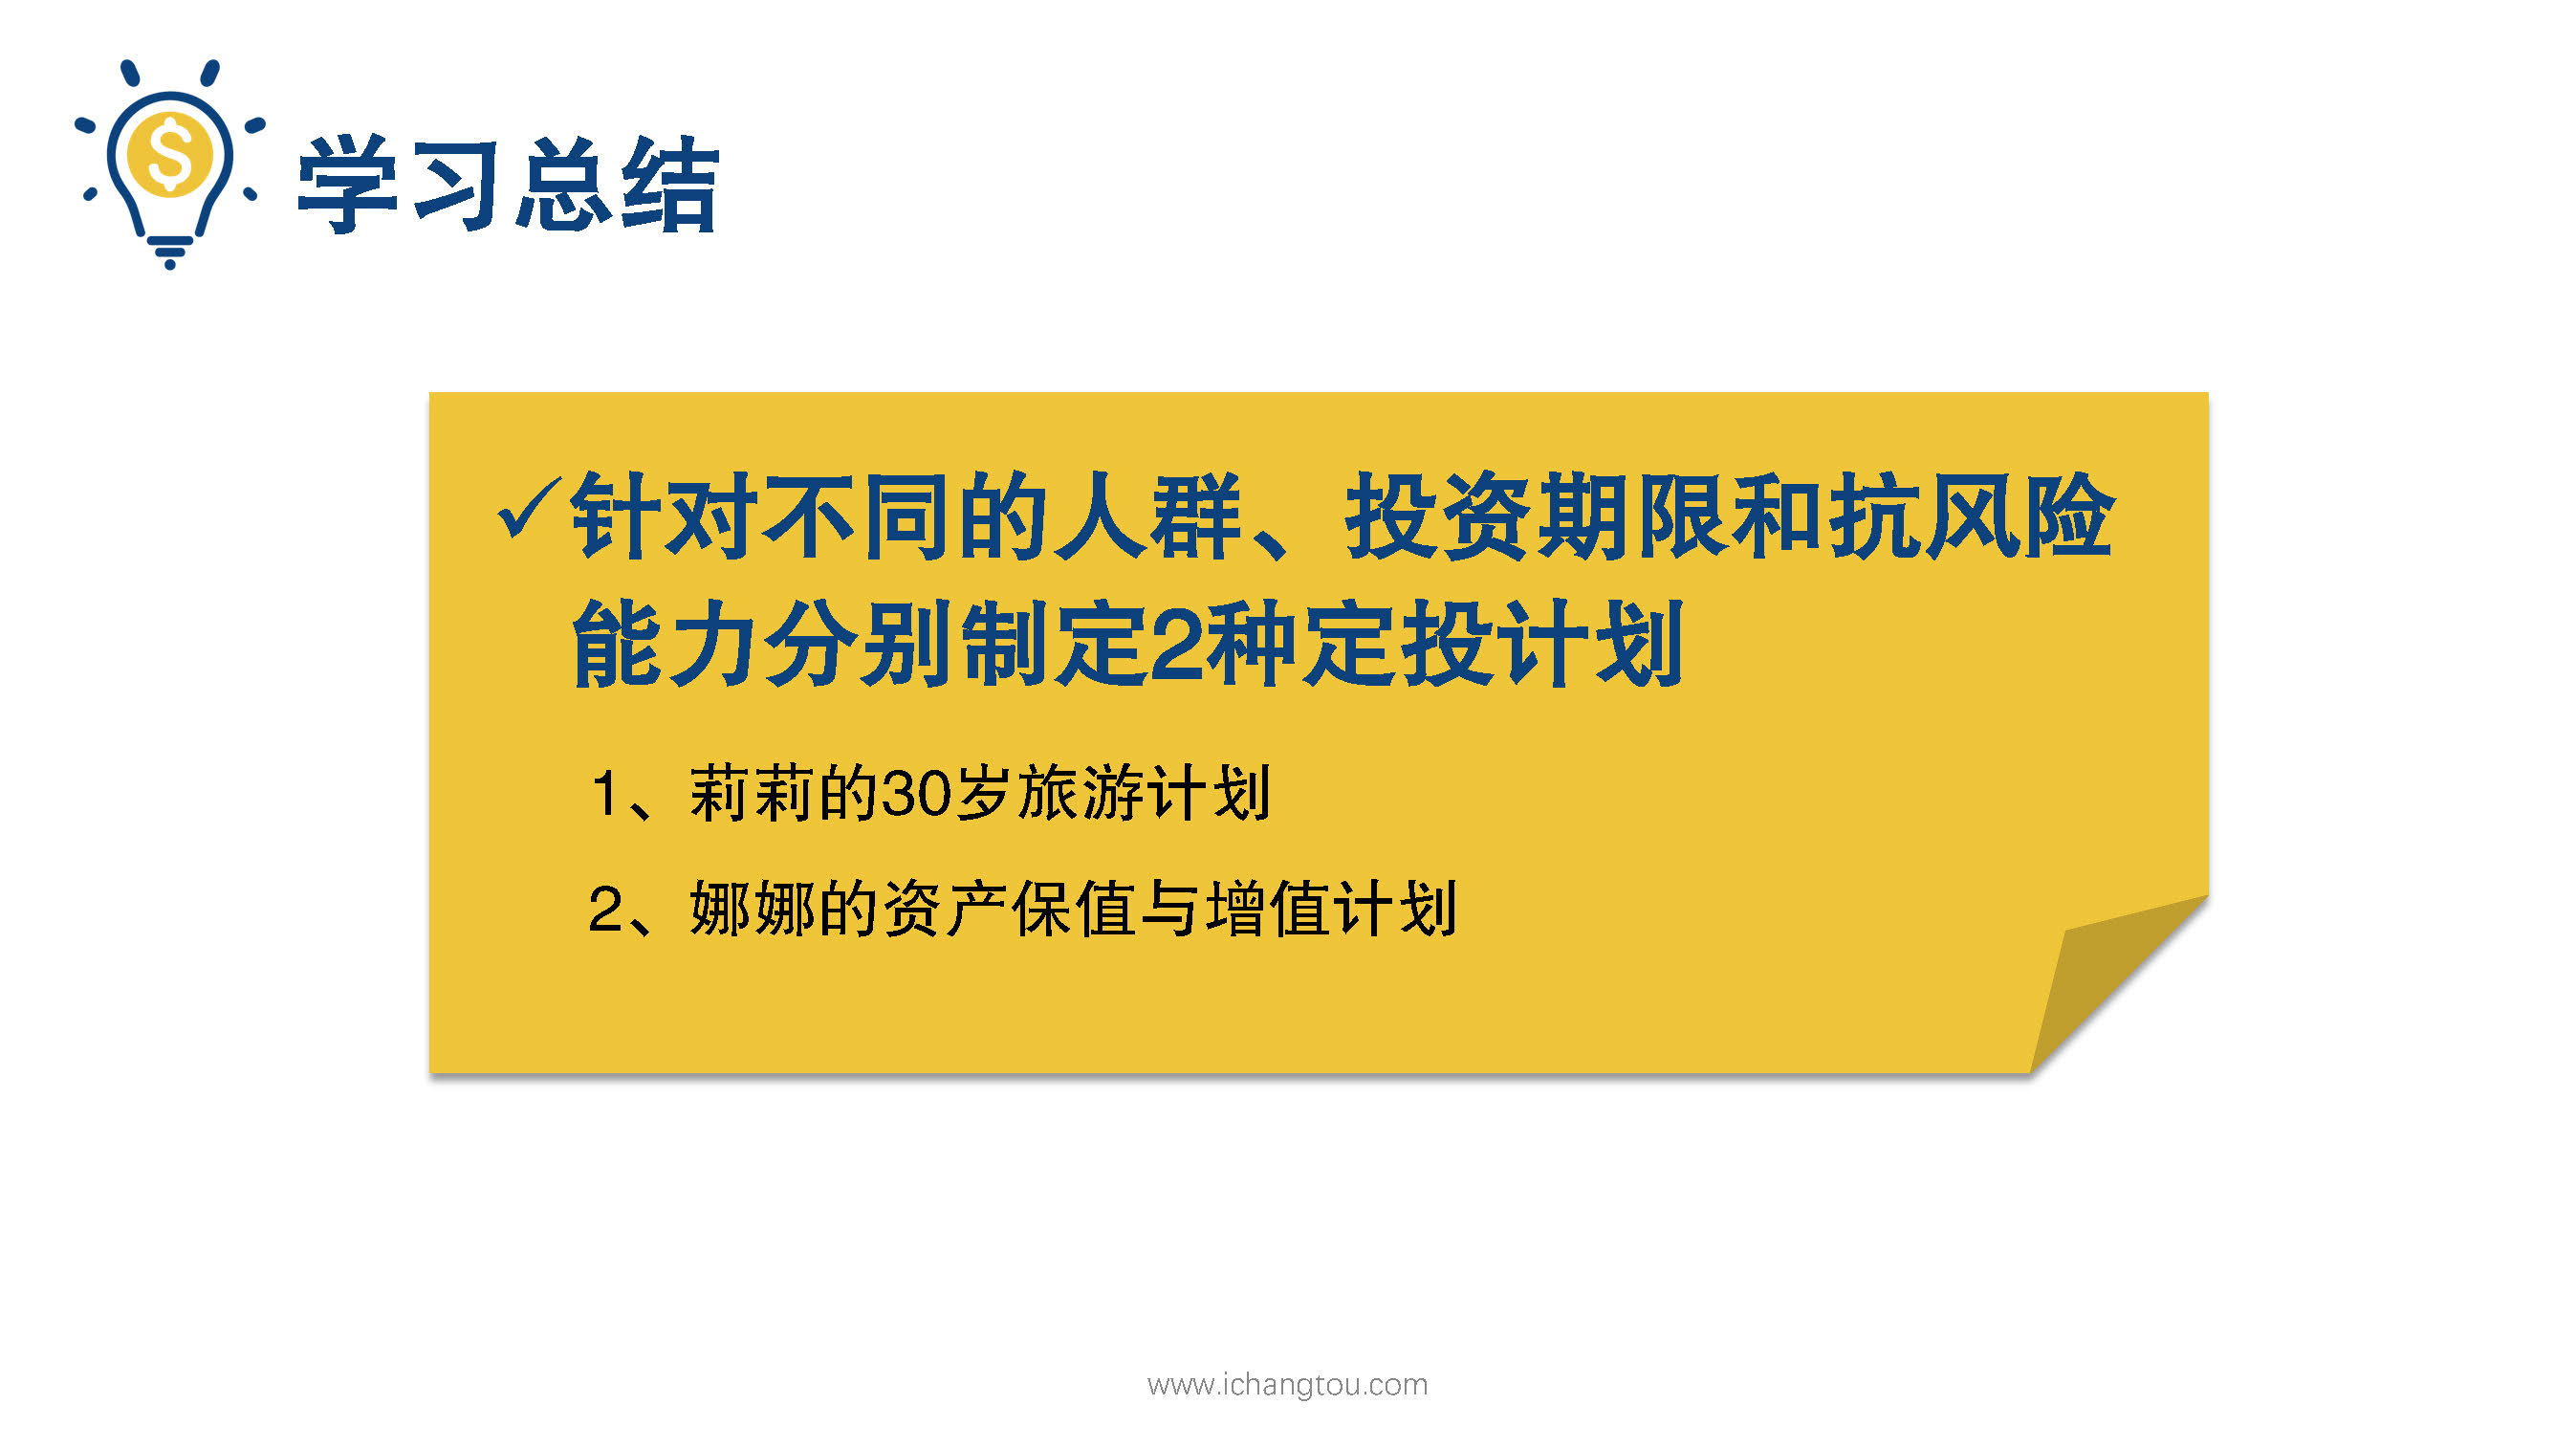 学习总结
✓针对不同的人群、投资期限和抗风险
能力分别制定2种定投计划
1、莉莉的30岁旅游计划
2、娜娜的资产保值与增值计划
www.ichangtou.com